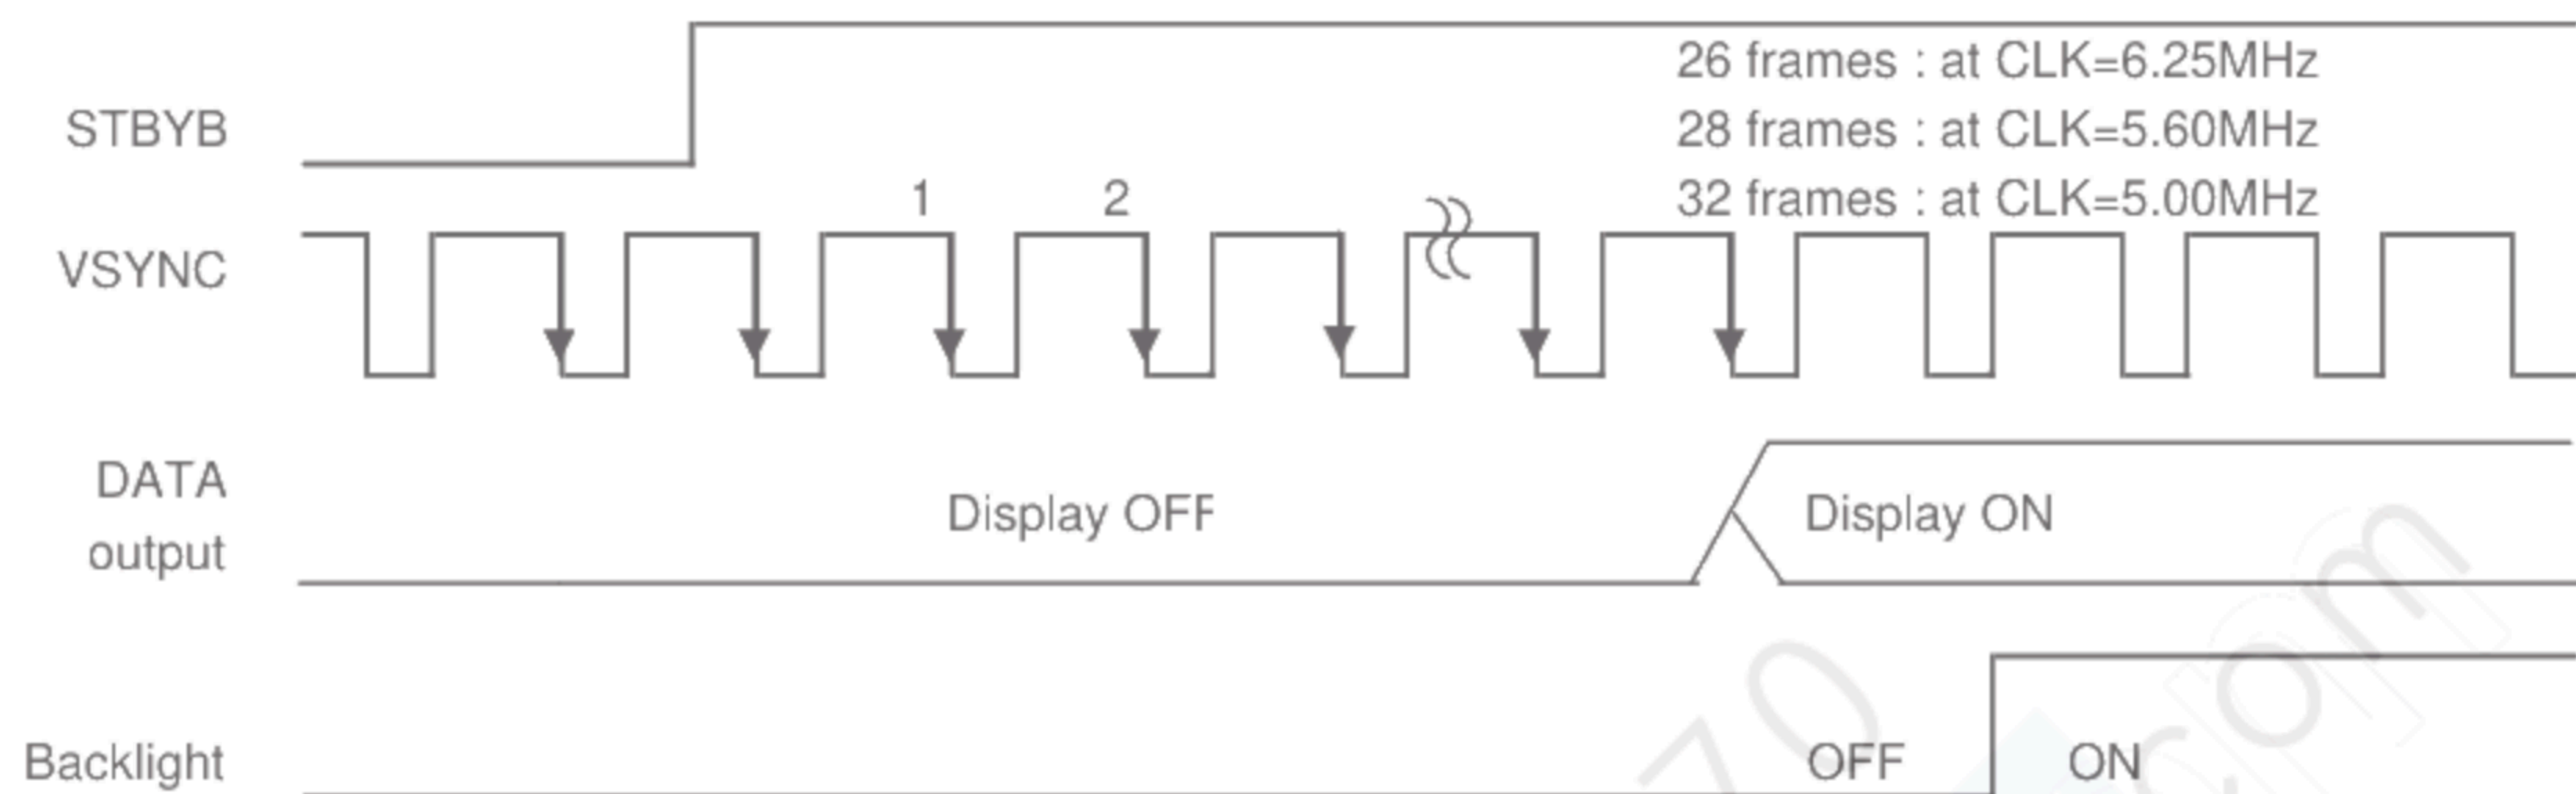 26 frames : at CLK=6.25MHz
STBYB
28 frames : at CLK=5.60MHz
1 2
32 frames : at CLK=5.00MHz
VSYNC
DATA
output
Display OFF
Display ON
Backlight
OFF
ON